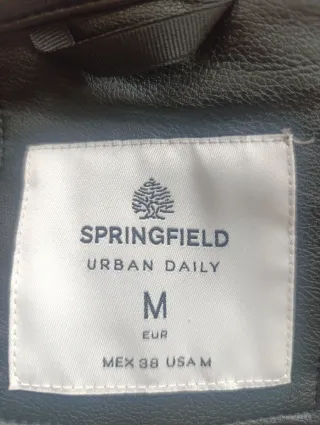 SPRINGFIELD
URBAN DAILY
M
EUR
MEX 38 USA M